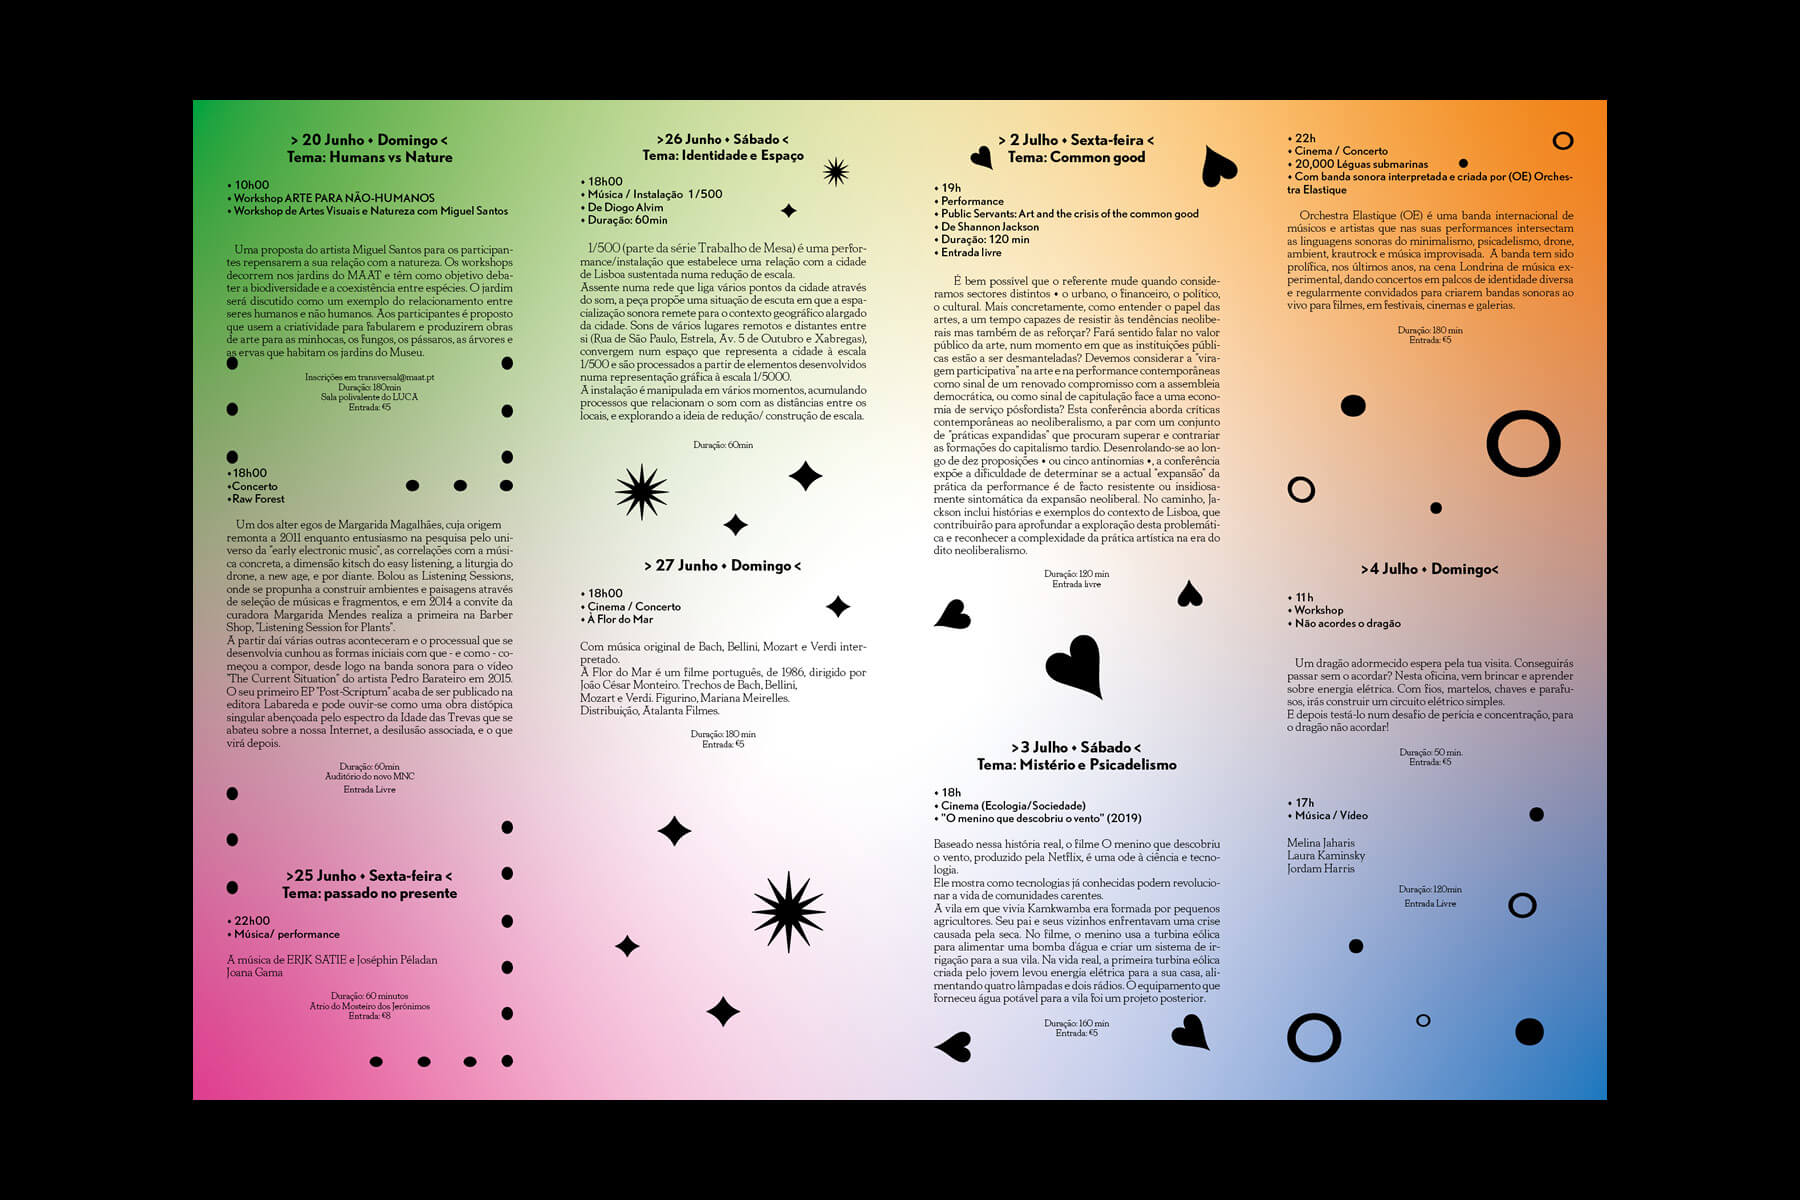 > 20 Junho • Domingo <
Tema: Humans vs Nature
• 10h00
• Workshop ARTE PARA NÃO-HUMANOS
• Workshop de Artes Visuais e Natureza com Miguel Santos
Uma proposta do artista Miguel Santos para os participan-
tes repensarem a sua relação com a natureza. Os workshops
decorrem nos jardins do MAAT e têm como objetivo deba-
ter a biodiversidade e a coexistência entre espécies. O jardim
será discutido como um exemplo do relacionamento entre
seres humanos e não humanos. Aos participantes é proposto
que usem a criatividade para fabularem e produzirem obras
de arte para as minhocas, os fungos, os pássaros, as árvores e
as ervas que habitam os jardins do Museu.
Inscrições em transversal@maat.pt
Duração: 180min
Sala polivalente do LUCA
Entrada: €5
•18h00
•Concerto
•Raw Forest
Um dos alter egos de Margarida Magalhães, cuja origem
remonta a 2011 enquanto entusiasmo na pesquisa pelo uni-
verso da "early electronic music", as correlações com a músi-
ca concreta, a dimensão kitsch do easy listening, a liturgia do
drone, a new age, e por diante. Bolou as Listening Sessions,
onde se propunha a construir ambientes e paisagens através
de seleção de músicas e fragmentos, e em 2014 a convite da
curadora Margarida Mendes realiza a primeira na Barber
Shop, "Listening Session for Plants".
A partir daí várias outras aconteceram e o processual que se
desenvolvia cunhou as formas iniciais com que - e como - co-
meçou a compor, desde logo na banda sonora para o vídeo
"The Current Situation" do artista Pedro Barateiro em 2015.
O seu primeiro EP "Post-Scriptum" acaba de ser publicado na
editora Labareda e pode ouvir-se como uma obra distópica
singular abençoada pelo espectro da Idade das Trevas que se
abateu sobre a nossa Internet, a desilusão associada, e o que
virá depois.
Duração: 60min
Auditório do novo MNC
Entrada Livre
>25 Junho • Sexta-feira <
Tema: passado no presente
• 22h00
• Música/ performance
A música de ERIK SATIE e Joséphin Péladan
Joana Gama
Duração: 60 minutos
Átrio do Mosteiro dos Jerónimos
Entrada: €8
>26 Junho • Sábado <
Tema: Identidade e Espaço
• 18h00
• Música / Instalação 1/500
• De Diogo Alvim
• Duração: 60min
1/500 (parte da série Trabalho de Mesa) é uma perfor-
mance/instalação que estabelece uma relação com a cidade
de Lisboa sustentada numa redução de escala.
Assente numa rede que liga vários pontos da cidade através
do som, a peça propõe uma situação de escuta em que a espa-
cialização sonora remete para o contexto geográfico alargado
da cidade. Sons de vários lugares remotos e distantes entre
si (Rua de São Paulo, Estrela, Av. 5 de Outubro e Xabregas),
convergem num espaço que representa a cidade à escala
1/500 e são processados a partir de elementos desenvolvidos
numa representação gráfica à escala 1/5000.
A instalação é manipulada em vários momentos, acumulando
processos que relacionam o som com as distâncias entre os
locais, e explorando a ideia de redução/ construção de escala.
Duração: 60min
> 27 Junho • Domingo <
• 18h00
• Cinema / Concerto
• À Flor do Mar
Com música original de Bach, Bellini, Mozart e Verdi inter-
pretado.
À Flor do Mar é um filme português, de 1986, dirigido por
João César Monteiro. Trechos de Bach, Bellini,
Mozart e Verdi. Figurino, Mariana Meirelles.
Distribuição, Atalanta Filmes.
Duração: 180 min
Entrada: €5
> 2 Julho • Sexta-feira <
Tema: Common good
• 19h
• Performance
• Public Servants: Art and the crisis of the common good
• De Shannon Jackson
• Duração: 120 min
• Entrada livre
É bem possível que o referente mude quando conside-
ramos sectores distintos • o urbano, o financeiro, o político,
o cultural. Mais concretamente, como entender o papel das
artes, a um tempo capazes de resistir às tendências neolibe-
rais mas também de as reforçar? Fará sentido falar no valor
público da arte, num momento em que as instituições públi-
cas estão a ser desmanteladas? Devemos considerar a "vira-
gem participativa" na arte e na performance contemporâneas
como sinal de um renovado compromisso com a assembleia
democrática, ou como sinal de capitulação face a uma econo-
mia de serviço pósfordista? Esta conferência aborda críticas
contemporâneas ao neoliberalismo, a par com um conjunto
de "práticas expandidas" que procuram superar e contrariar
as formações do capitalismo tardio. Desenrolando-se ao lon-
go de dez proposições • ou cinco antinomias •, a conferência
expõe a dificuldade de determinar se a actual "expansão" da
prática da performance é de facto resistente ou insidiosa-
mente sintomática da expansão neoliberal. No caminho, Ja-
ckson inclui histórias e exemplos do contexto de Lisboa, que
contribuirão para aprofundar a exploração desta problemáti-
ca e reconhecer a complexidade da prática artística na era do
dito neoliberalismo.
Duração: 120 min
Entrada livre
>3 Julho • Sábado <
Tema: Mistério e Psicadelismo
• 18h
• Cinema (Ecologia/Sociedade)
• "O menino que descobriu o vento" (2019)
Baseado nessa história real, o filme O menino que descobriu
o vento, produzido pela Netflix, é uma ode à ciência e tecno-
logia.
Ele mostra como tecnologias já conhecidas podem revolucio-
nar a vida de comunidades carentes.
A vila em que vivia Kamkwamba era formada por pequenos
agricultores. Seu pai e seus vizinhos enfrentavam uma crise
causada pela seca. No filme, o menino usa a turbina eólica
para alimentar uma bomba d'água e criar um sistema de ir-
rigação para a sua vila. Na vida real, a primeira turbina eólica
criada pelo jovem levou energia elétrica para a sua casa, ali-
mentando quatro lâmpadas e dois rádios. O equipamento que
forneceu água potável para a vila foi um projeto posterior.
Duração: 160 min
Entrada: €5
• 22h
• Cinema / Concerto
• 20,000 Léguas submarinas
• Com banda sonora interpretada e criada por (OE) Orches-
tra Elastique
Orchestra Elastique (OE) é uma banda internacional de
músicos e artistas que nas suas performances intersectam
as linguagens sonoras do minimalismo, psicadelismo, drone,
ambient, krautrock e música improvisada. A banda tem sido
prolífica, nos últimos anos, na cena Londrina de música ex-
perimental, dando concertos em palcos de identidade diversa
e regularmente convidados para criarem bandas sonoras ao
vivo para filmes, em festivais, cinemas e galerias.
Duração: 180 min
Entrada: €5
>4 Julho • Domingo<
• 11h
• Workshop
• Não acordes o dragão
Um dragão adormecido espera pela tua visita. Conseguirás
passar sem o acordar? Nesta oficina, vem brincar e aprender
sobre energia elétrica. Com fios, martelos, chaves e parafu-
sos, irás construir um circuito elétrico simples.
E depois testá-lo num desafio de perícia e concentração, para
o dragão não acordar!
Duração: 50 min.
Entrada: €5
• 17h
• Música / Vídeo
Melina Jaharis
Laura Kaminsky
Jordam Harris
Duração: 120min
Entrada Livre